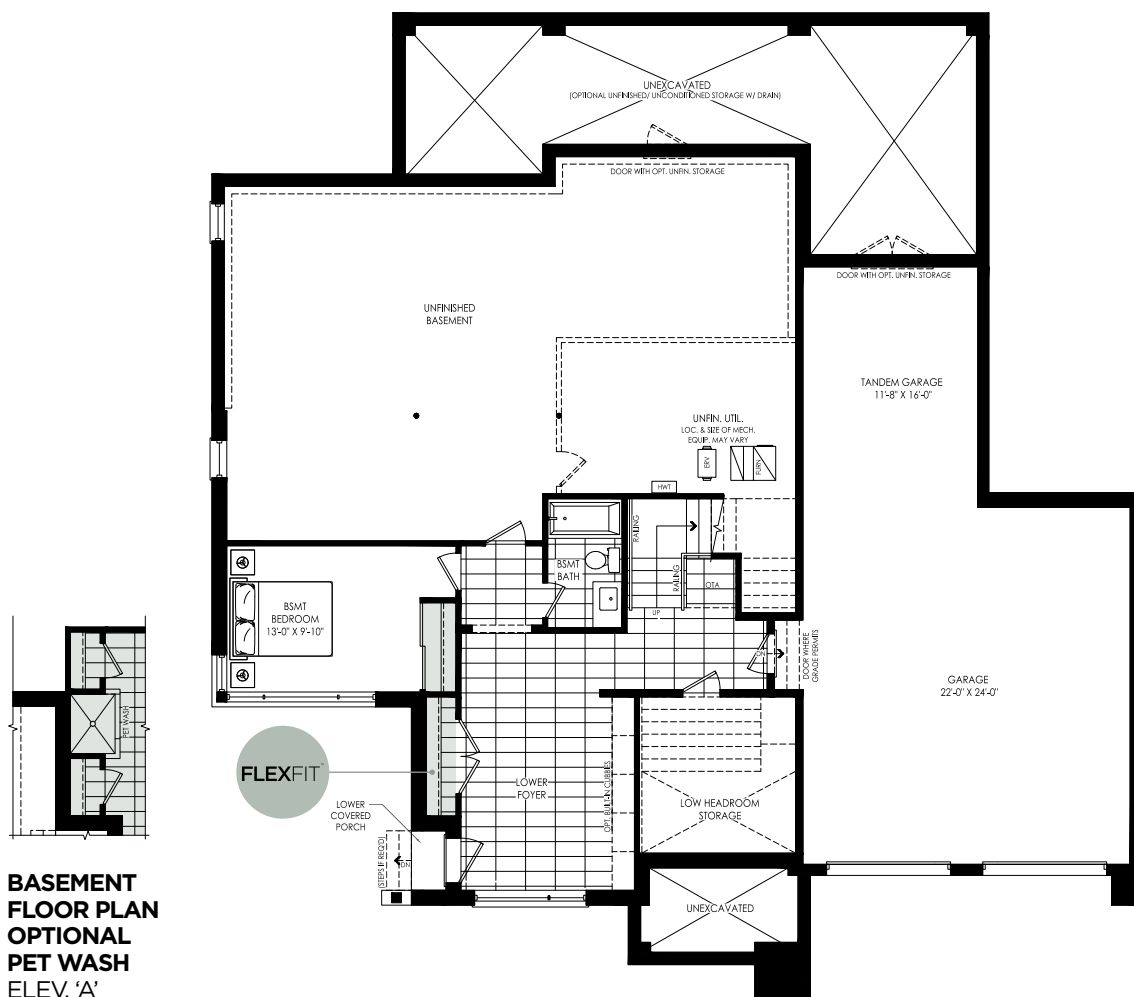 UNEXCAVATED
(OPTIONAL UNFINISHED/ UNCONDITIONED STORAGE W/ DRAIN)
DOOR WITH OPT. UNFIN. STORAGE
DOOR WITH OPT. UNFIN. STORAGE
UNFINISHED
BASEMENT
TANDEM GARAGE
11'-8" X 16'-0"
UNFIN. UTIL.
LOC. & SIZE OF MECH.
EQUIP. MAY VARY
ERV
FURN
HWT
RAILING
RAILING
OTA
UP
BSMT
BATH
BSMT
BEDROOM
13'-0" X 9'-10"
DN
DOOR WHERE
GRADE PERMITS
GARAGE
22'-0" X 24'-0"
PET WASH
FLEXFIT™
LOWER
FOYER
OPT. BUILT-IN CUBBIES
LOW HEADROOM
STORAGE
LOWER
COVERED
PORCH
(STEPS IF REQ'D)
DN
UNEXCAVATED
BASEMENT
FLOOR PLAN
OPTIONAL
PET WASH
ELEV. ‘A’